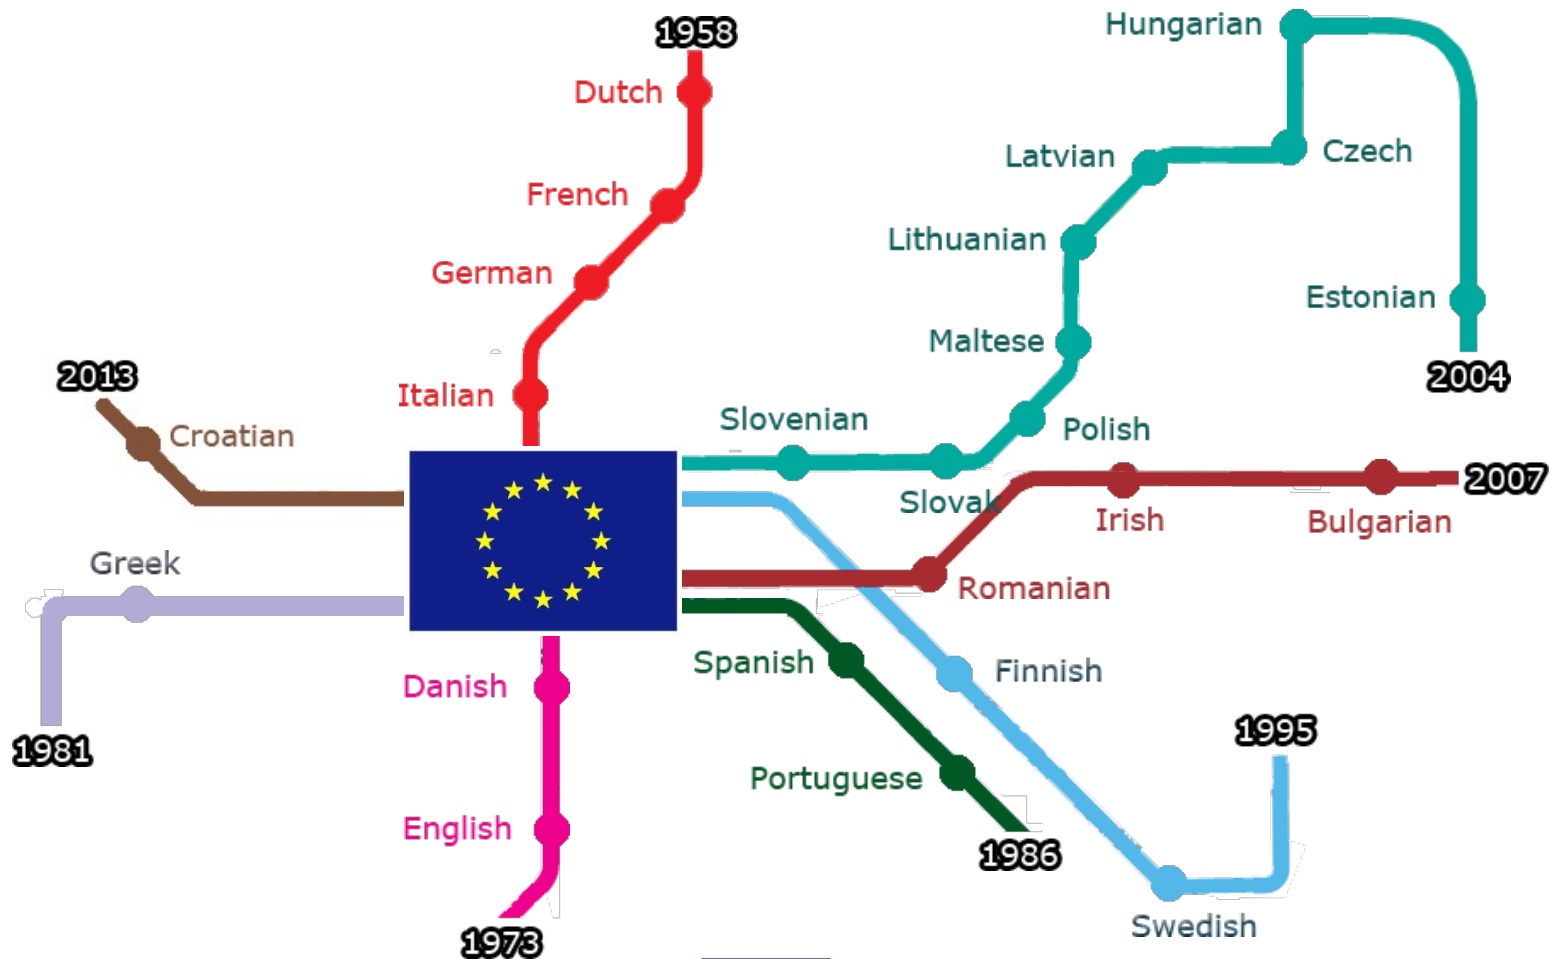 1958
Dutch
French
German
Italian
Hungarian
Czech
Latvian
Lithuanian
Estonian
Maltese
2004
Polish
Slovenian
Slovak
2013
Croatian
2007
Irish
Bulgarian
Romanian
Greek
1981
Spanish
Finnish
Portuguese
1986
1995
Swedish
Danish
English
1973